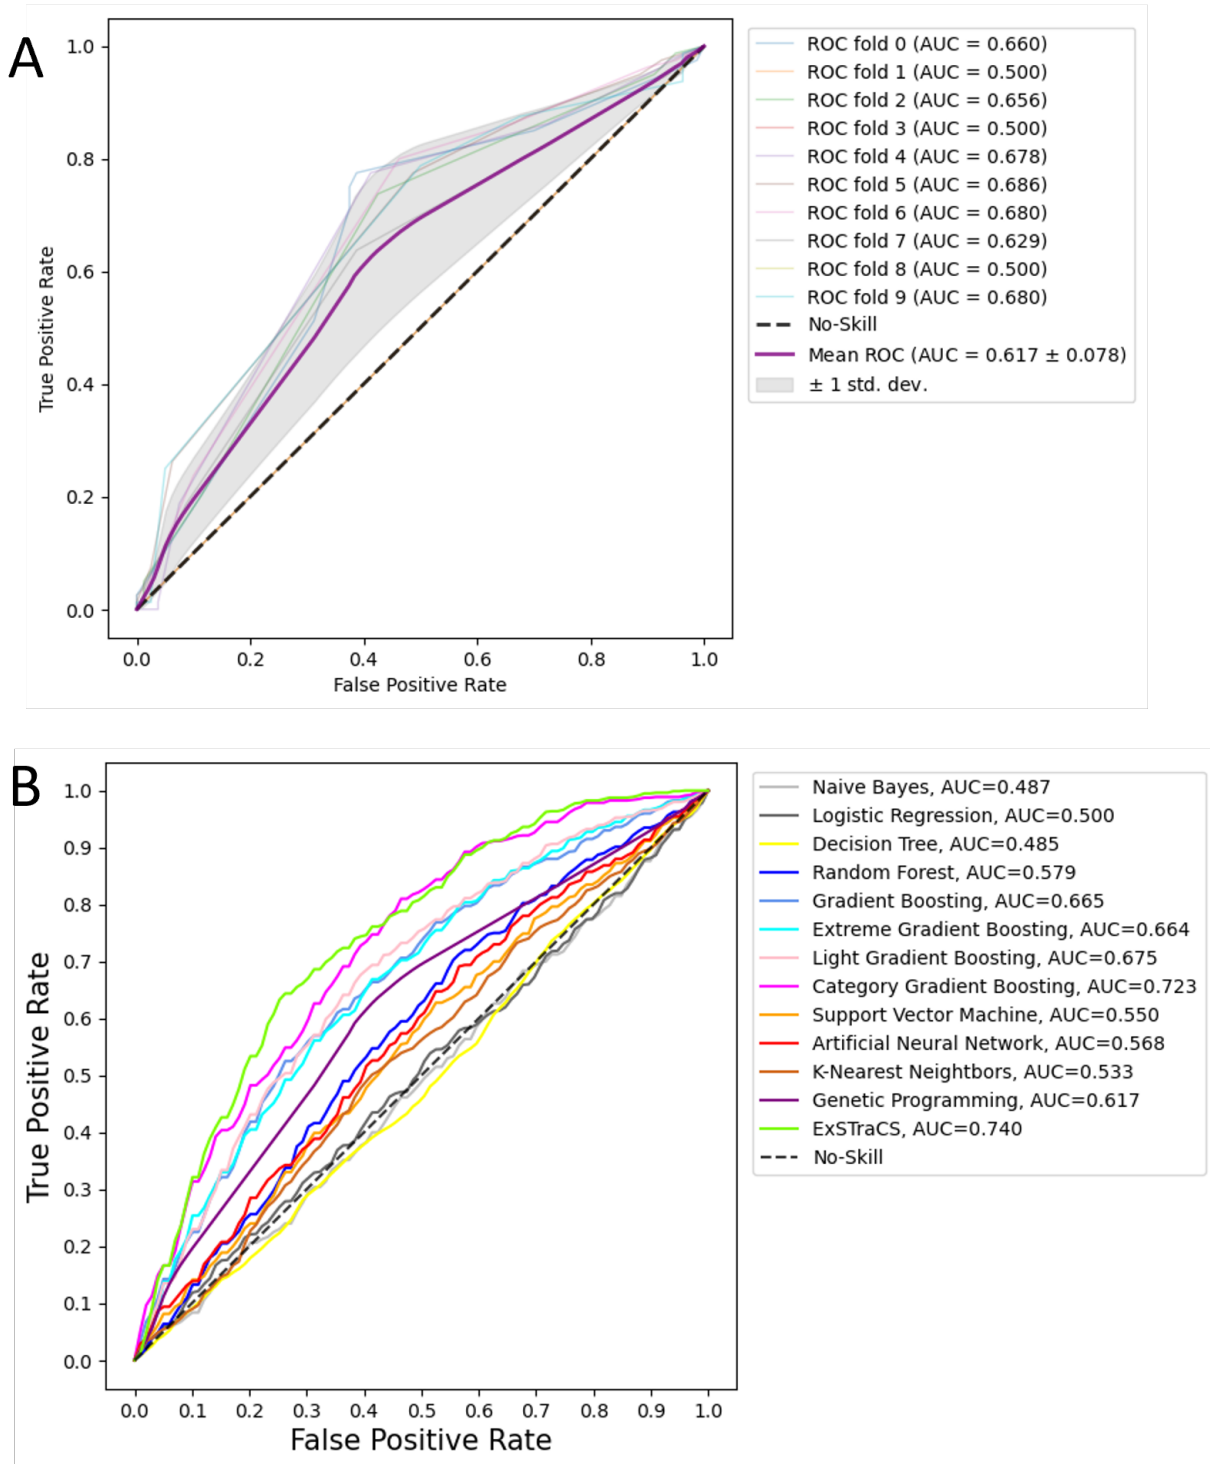 A
1.0
0.8
0.6
0.4
0.2
0.0
True Positive Rate
0.0 0.2 0.4 0.6 0.8 1.0
False Positive Rate
ROC fold 0 (AUC = 0.660)
ROC fold 1 (AUC = 0.500)
ROC fold 2 (AUC = 0.656)
ROC fold 3 (AUC = 0.500)
ROC fold 4 (AUC = 0.678)
ROC fold 5 (AUC = 0.686)
ROC fold 6 (AUC = 0.680)
ROC fold 7 (AUC = 0.629)
ROC fold 8 (AUC = 0.500)
ROC fold 9 (AUC = 0.680)
No-Skill
Mean ROC (AUC = 0.617 ± 0.078)
± 1 std. dev.
B
1.0
0.9
0.8
0.7
0.6
0.5
0.4
0.3
0.2
0.1
0.0
True Positive Rate
0.0 0.1 0.2 0.3 0.4 0.5 0.6 0.7 0.8 0.9 1.0
False Positive Rate
Naive Bayes, AUC=0.487
Logistic Regression, AUC=0.500
Decision Tree, AUC=0.485
Random Forest, AUC=0.579
Gradient Boosting, AUC=0.665
Extreme Gradient Boosting, AUC=0.664
Light Gradient Boosting, AUC=0.675
Category Gradient Boosting, AUC=0.723
Support Vector Machine, AUC=0.550
Artificial Neural Network, AUC=0.568
K-Nearest Neightbors, AUC=0.533
Genetic Programming, AUC=0.617
ExSTraCS, AUC=0.740
No-Skill